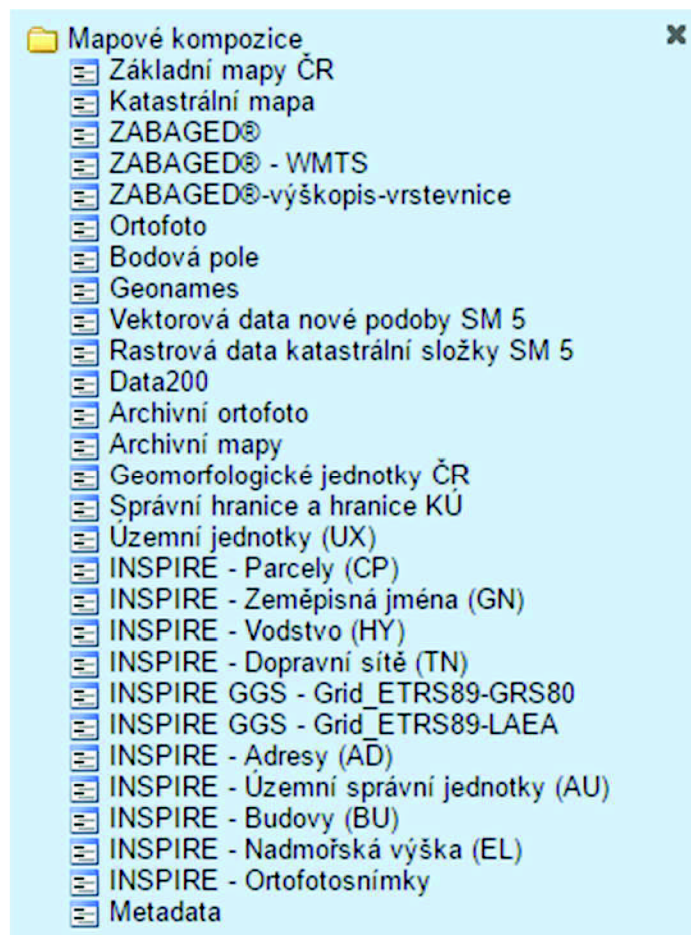 Mapové kompozice
Základní mapy ČR
Katastrální mapa
ZABAGED®
ZABAGED® - WMTS
ZABAGED®-výškopis-vrstevnice
Ortofoto
Bodová pole
Geonames
Vektorová data nové podoby SM 5
Rastrová data katastrální složky SM 5
Data200
Archivní ortofoto
Archivní mapy
Geomorfologické jednotky ČR
Správní hranice a hranice KÚ
Územní jednotky (UX)
INSPIRE - Parcely (CP)
INSPIRE - Zeměpisná jména (GN)
INSPIRE - Vodstvo (HY)
INSPIRE - Dopravní sítě (TN)
INSPIRE GGS - Grid_ETRS89-GRS80
INSPIRE GGS - Grid_ETRS89-LAEA
INSPIRE - Adresy (AD)
INSPIRE - Územní správní jednotky (AU)
INSPIRE - Budovy (BU)
INSPIRE - Nadmořská výška (EL)
INSPIRE - Ortofotosnímky
Metadata